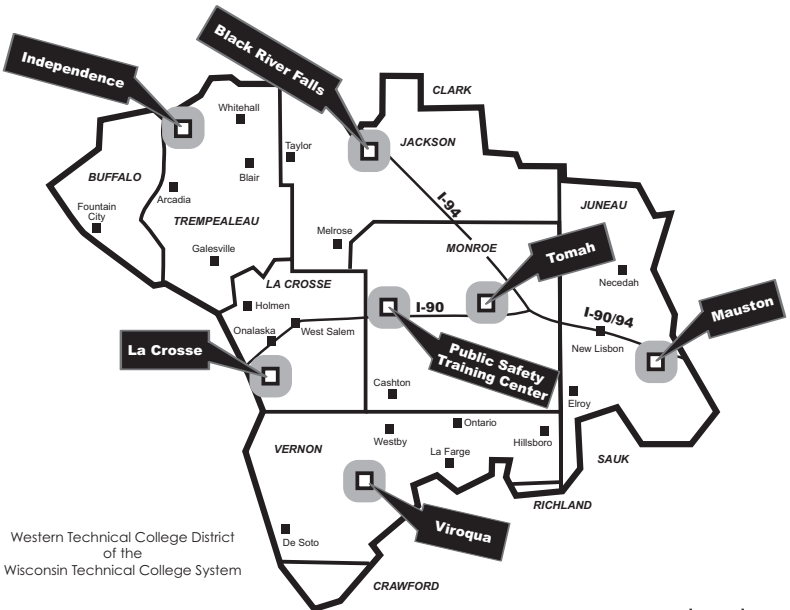 Independence
Black River Falls
CLARK
Whitehall
JACKSON
Taylor
Blair
BUFFALO
Arcadia
I-94
JUNEAU
Fountain
City
TREMPEALEAU
Melrose
MONROE
Tomah
Galesville
Necedah
LA CROSSE
Mauston
Holmen
I-90
I-90/94
Onalaska
West Salem
New Lisbon
La Crosse
Public Safety
Training Center
Cashton
Elroy
Ontario
Westby
Hillsboro
VERNON
La Farge
SAUK
RICHLAND
Viroqua
De Soto
Western Technical College District
of the
Wisconsin Technical College System
CRAWFORD